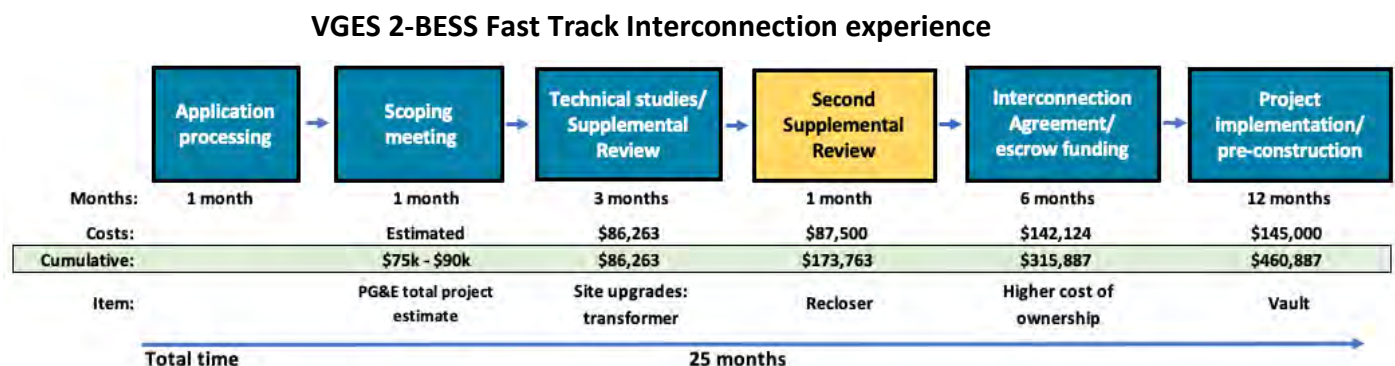 VGES 2-BESS Fast Track Interconnection experience
Application
processing
Scoping
meeting
Technical studies/
Supplemental
Review
Second
Supplemental
Review
Interconnection
Agreement/
escrow funding
Project
implementation/
pre-construction
Months: 1 month 1 month 3 months 1 month 6 months 12 months
Costs: Estimated $86,263 $87,500 $142,124 $145,000
Cumulative: $75k - $90k $86,263 $173,763 $315,887 $460,887
Item:
PG&E total project
estimate
Site upgrades:
transformer
Recloser
Higher cost of
ownership
Vault
Total time 25 months